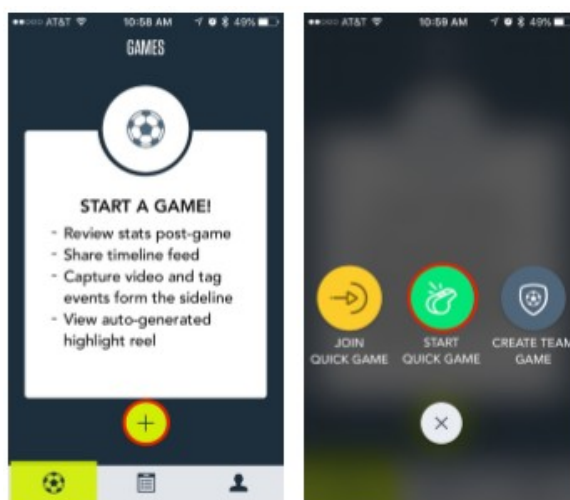 AT&T 10:58 AM 49%
GAMES
START A GAME!
- Review stats post-game
- Share timeline feed
- Capture video and tag
events form the sideline
- View auto-generated
highlight reel
+
AT&T 10:59 AM 49%
JOIN
QUICK GAME
START
QUICK GAME
CREATE TEAM
GAME